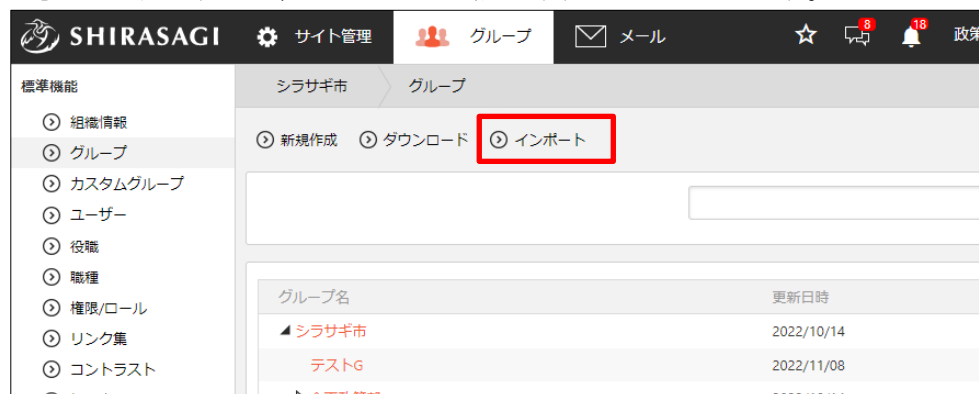 SHIRASAGI サイト管理 グループ メール 8 18 政策
標準機能
シラサギ市 グループ
組織情報
グループ
カスタムグループ
ユーザー
役職
職種
権限/ロール
リンク集
コントラスト
新規作成 ダウンロード インポート
グループ名 更新日時
シラサギ市 2022/10/14
テストG 2022/11/08